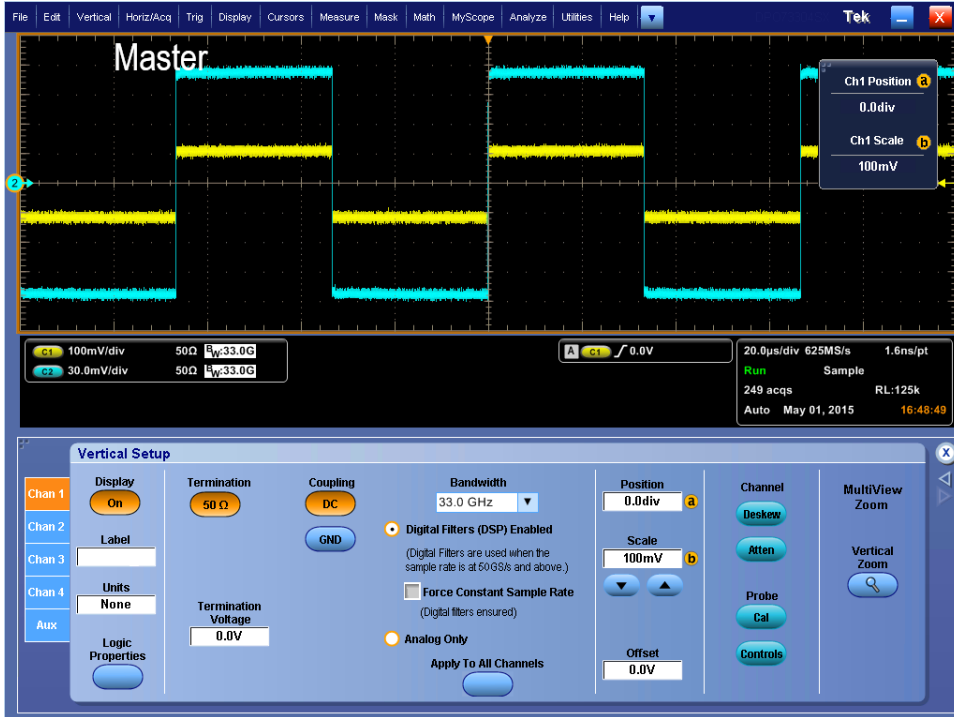 File Edit Vertical Horiz/Acq Trig Display Cursors Measure Mask Math MyScope Analyze Utilities Help Tek X
Master
Ch1 Position a
0.0div
Ch1 Scale b
100mV
2
C1 100mV/div 50Ω BW:33.0G
C2 30.0mV/div 50Ω BW:33.0G
A C1 0.0V
20.0µs/div 625MS/s 1.6ns/pt
Run Sample
249 acqs RL:125k
Auto May 01, 2015 16:48:49
Vertical Setup X
Chan 1
Chan 2
Chan 3
Chan 4
Aux
Display
On
Label
Units
None
Logic
Properties
Termination
50 Ω
Termination
Voltage
0.0V
Coupling
DC
GND
Bandwidth
33.0 GHz
Digital Filters (DSP) Enabled
(Digital Filters are used when the
sample rate is at 50GS/s and above.)
Force Constant Sample Rate
(Digital filters ensured)
Analog Only
Apply To All Channels
Position
0.0div a
Scale
100mV b
Offset
0.0V
Channel
Deskew
Atten
Probe
Cal
Controls
MultiView
Zoom
Vertical
Zoom